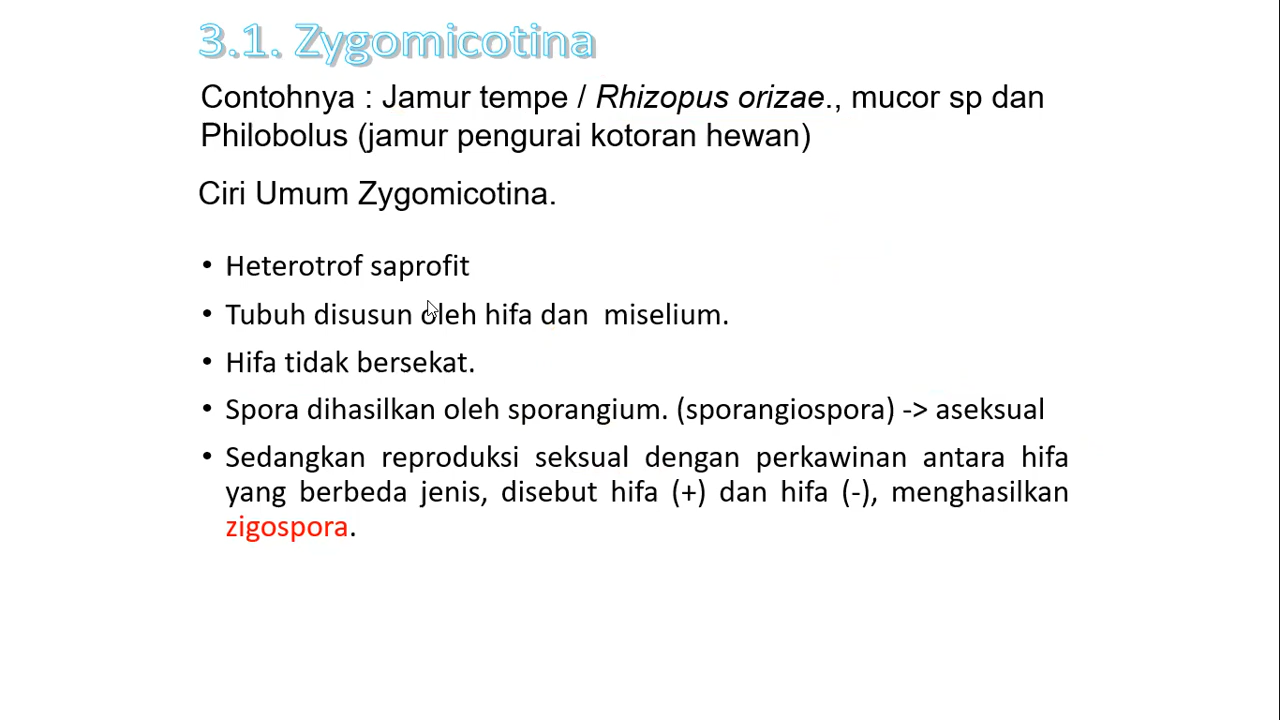 3.1. Zygomicotina
Contohnya : Jamur tempe / Rhizopus orizae., mucor sp dan
Philobolus (jamur pengurai kotoran hewan)
Ciri Umum Zygomicotina.
• Heterotrof saprofit
• Tubuh disusun oleh hifa dan miselium.
• Hifa tidak bersekat.
• Spora dihasilkan oleh sporangium. (sporangiospora) -> aseksual
• Sedangkan reproduksi seksual dengan perkawinan antara hifa
yang berbeda jenis, disebut hifa (+) dan hifa (-), menghasilkan
zigospora.